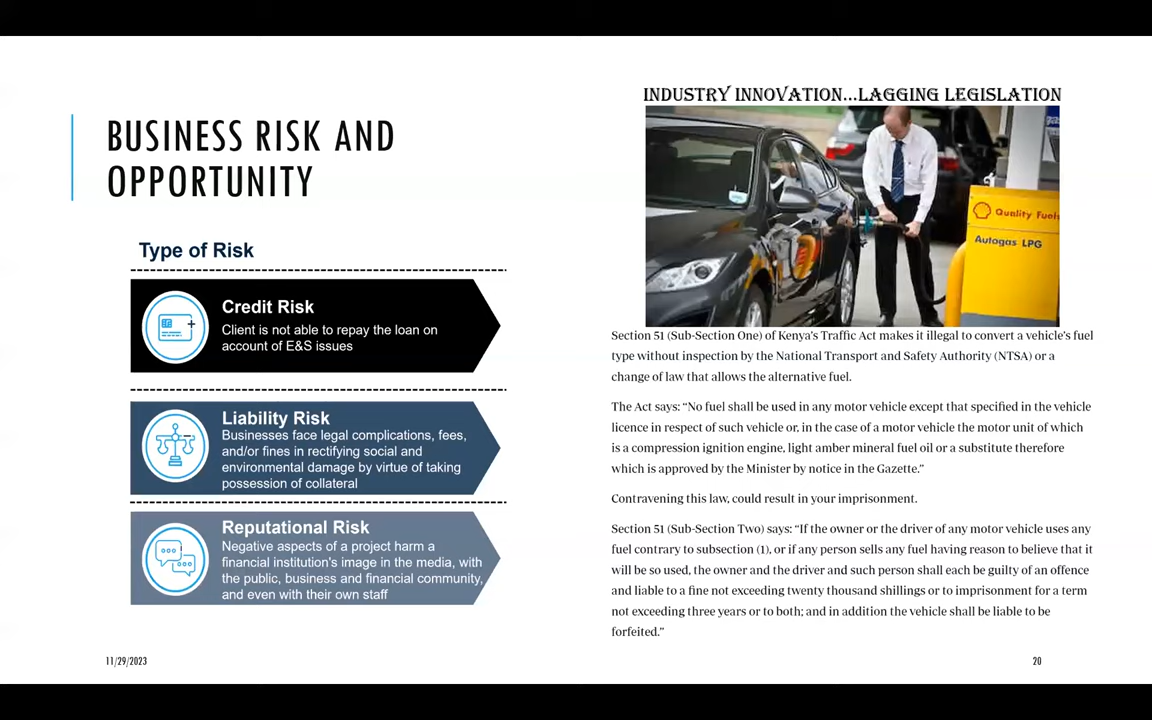 BUSINESS RISK AND
OPPORTUNITY
Type of Risk
Credit Risk
Client is not able to repay the loan on
account of E&S issues
Liability Risk
Businesses face legal complications, fees,
and/or fines in rectifying social and
environmental damage by virtue of taking
possession of collateral
Reputational Risk
Negative aspects of a project harm a
financial institution's image in the media, with
the public, business and financial community,
and even with their own staff
11/29/2023
INDUSTRY INNOVATION...LAGGING LEGISLATION
Quality Fuels
Autogas LPG
Section 51 (Sub-Section One) of Kenya's Traffic Act makes it illegal to convert a vehicle's fuel
type without inspection by the National Transport and Safety Authority (NTSA) or a
change of law that allows the alternative fuel.
The Act says: “No fuel shall be used in any motor vehicle except that specified in the vehicle
licence in respect of such vehicle or, in the case of a motor vehicle the motor unit of which
is a compression ignition engine, light amber mineral fuel oil or a substitute therefore
which is approved by the Minister by notice in the Gazette.”
Contravening this law, could result in your imprisonment.
Section 51 (Sub-Section Two) says: “If the owner or the driver of any motor vehicle uses any
fuel contrary to subsection (1), or if any person sells any fuel having reason to believe that it
will be so used, the owner and the driver and such person shall each be guilty of an offence
and liable to a fine not exceeding twenty thousand shillings or to imprisonment for a term
not exceeding three years or to both; and in addition the vehicle shall be liable to be
forfeited.”
20